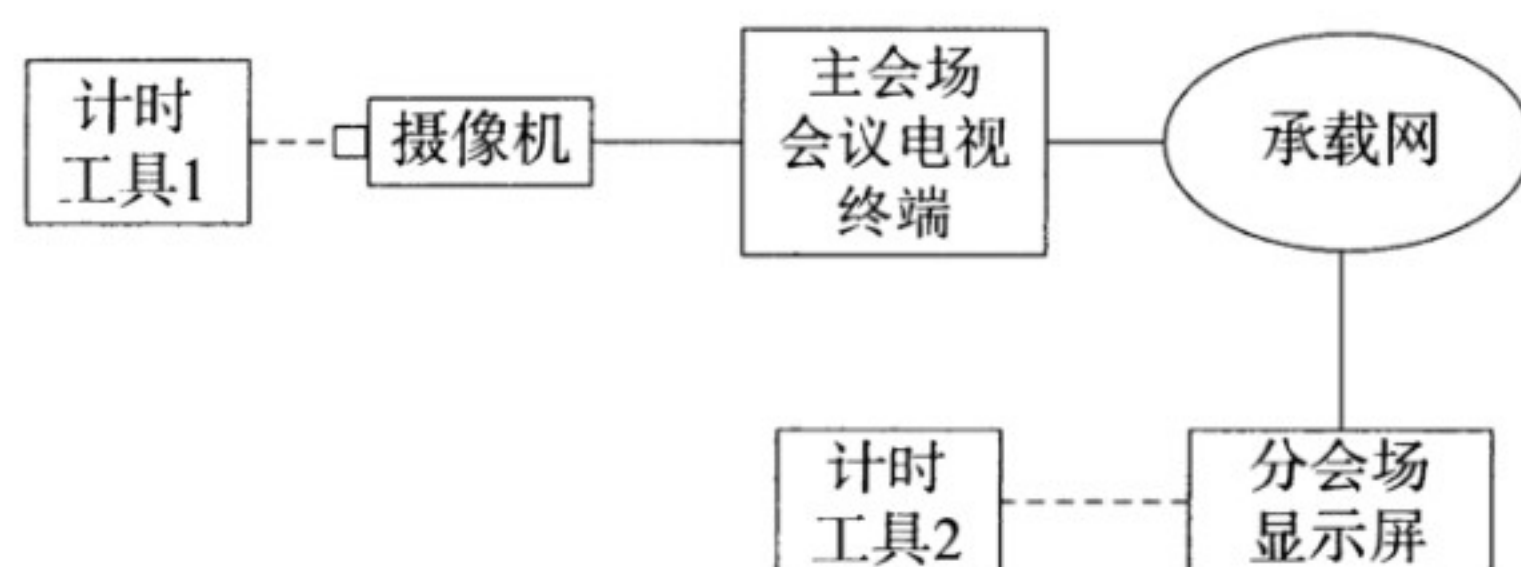 计时
工具1
摄像机
主会场
会议电视
终端
承载网
计时
工具2
分会场
显示屏